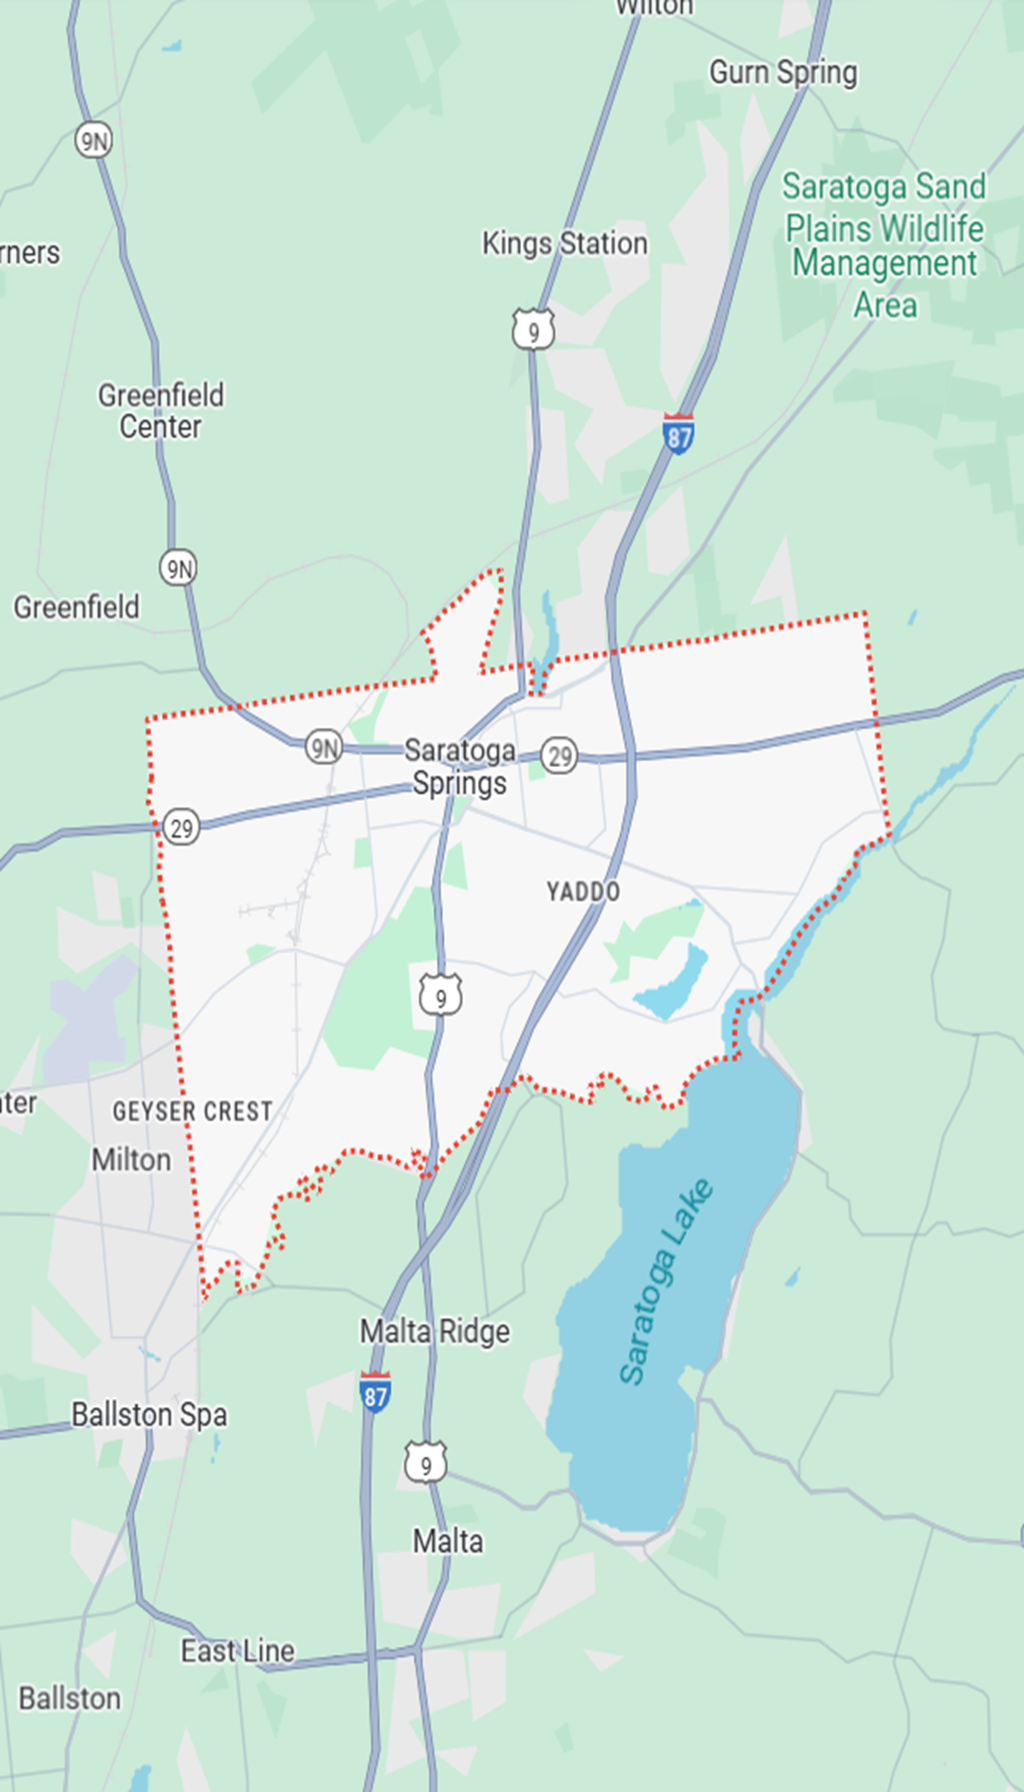 Wilton
Gurn Spring
9N
Saratoga Sand
Plains Wildlife
Management
Area
rners
Kings Station
9
Greenfield
Center
87
9N
Greenfield
9N
Saratoga
Springs
29
29
YADDO
9
GEYSER CREST
nter
Milton
Saratoga Lake
Malta Ridge
87
Ballston Spa
9
Malta
East Line
Ballston